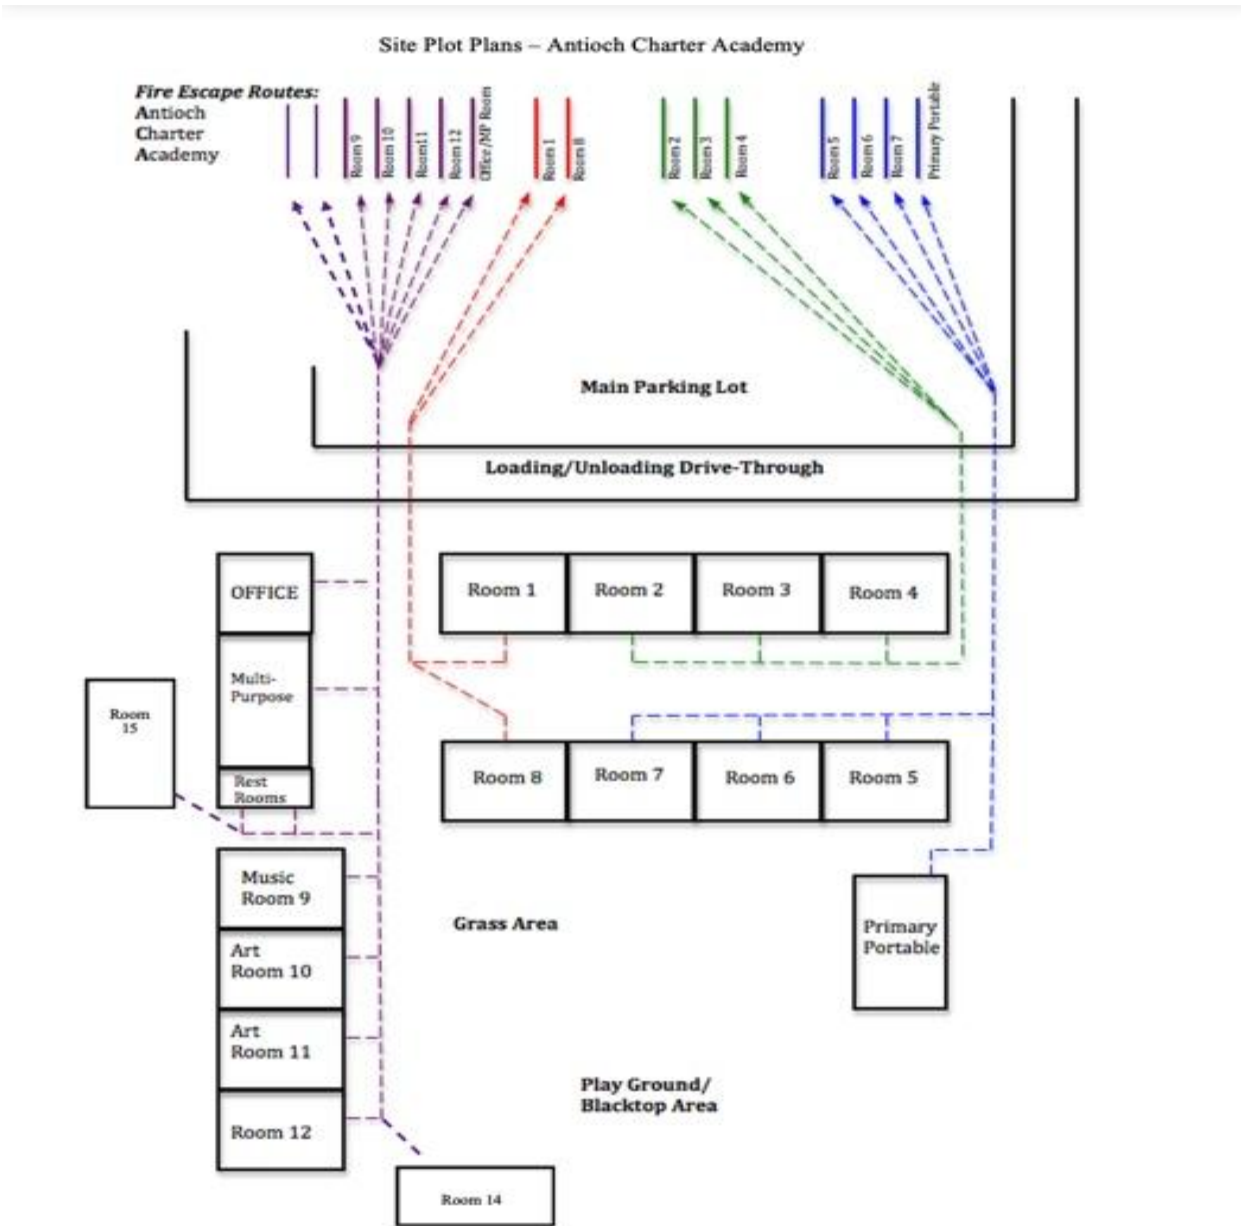 Site Plot Plans – Antioch Charter Academy
Fire Escape Routes:
Antioch
Charter
Academy
Room 9
Room 10
Room11
Room 12
Office/MP Room
Room 1
Room 8
Room 2
Room 3
Room 4
Room 5
Room 6
Room 7
Primary Portable
Main Parking Lot
Loading/Unloading Drive-Through
OFFICE
Room 1
Room 2
Room 3
Room 4
Multi-
Purpose
Room
15
Rest
Rooms
Room 8
Room 7
Room 6
Room 5
Music
Room 9
Grass Area
Primary
Portable
Art
Room 10
Art
Room 11
Play Ground/
Blacktop Area
Room 12
Room 14